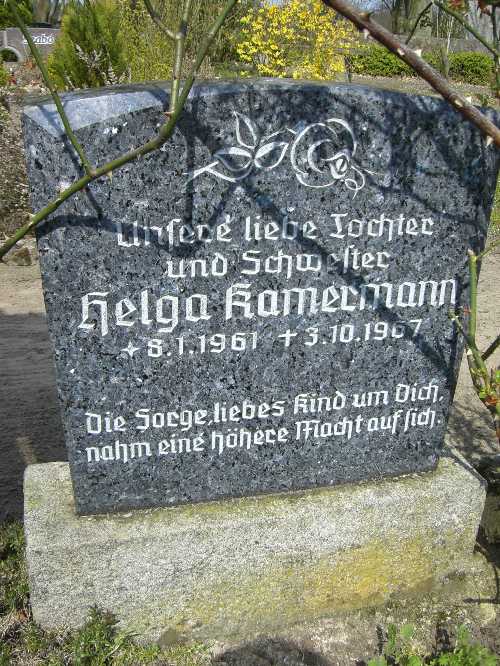 Unsere liebe Tochter
und Schwester
Helga Kamermann
* 8.1.1961 † 3.10.1967
Die Sorge, liebes Kind um Dich,
nahm eine höhere Macht auf sich.